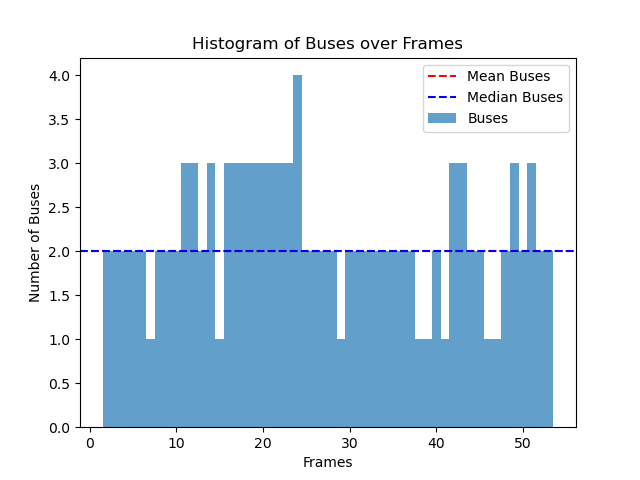 Histogram of Buses over Frames
Mean Buses
Median Buses
Buses
Number of Buses
4.0
3.5
3.0
2.5
2.0
1.5
1.0
0.5
0.0
0 10 20 30 40 50
Frames